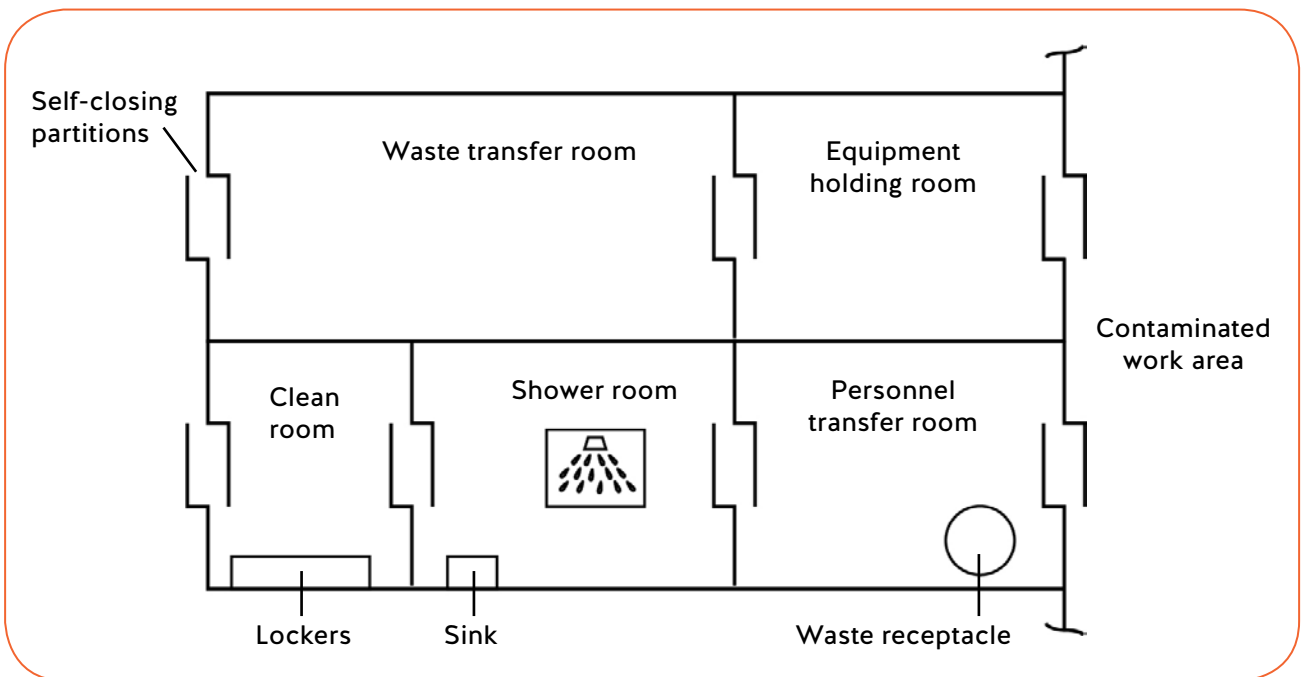 Self-closing
partitions
Waste transfer room
Equipment
holding room
Contaminated
work area
Clean
room
Shower room
Personnel
transfer room
Lockers
Sink
Waste receptacle